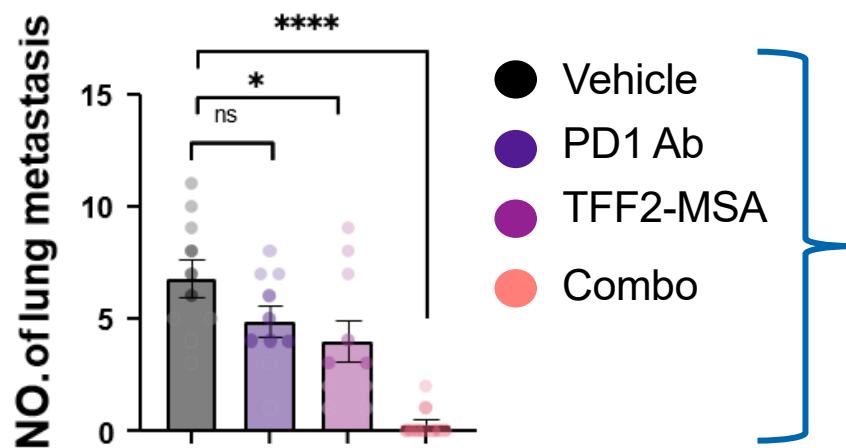 NO. of lung metastasis
****
*
ns
15
10
5
0
Vehicle
PD1 Ab
TFF2-MSA
Combo